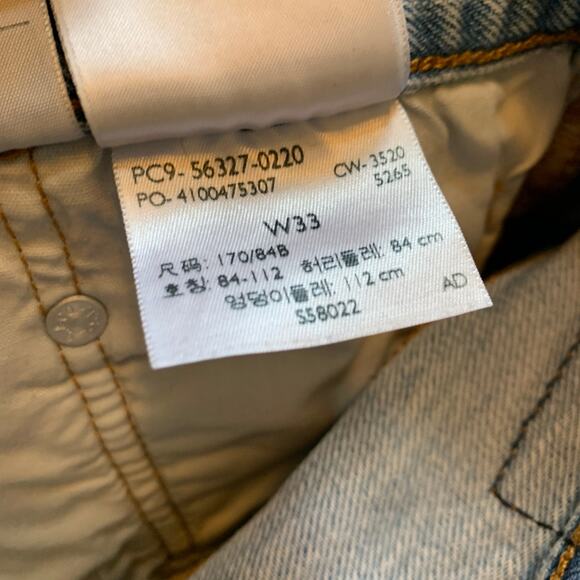 PC9- 56327-0220
PO- 4100475307
CW-3520
5265
W33
尺码: 170/84B
호칭: 84-112 허리둘레: 84 cm
엉덩이둘레: 112 cm
S58022
AD